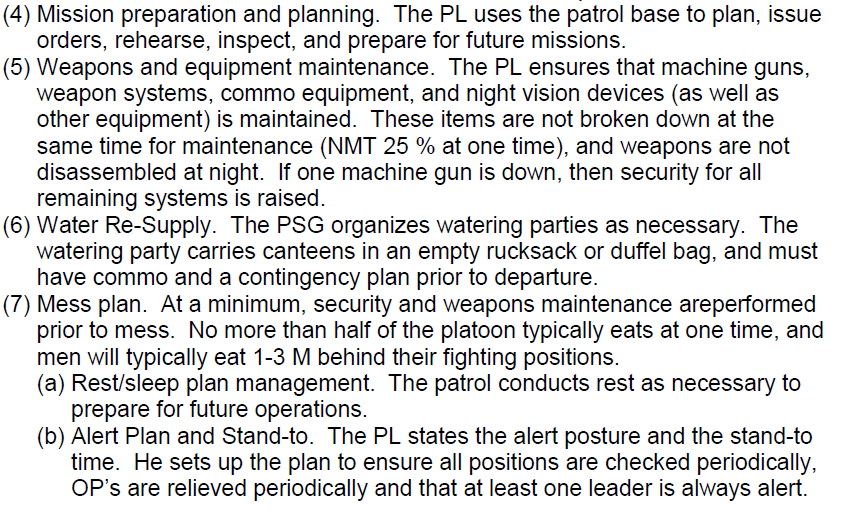 (4) Mission preparation and planning.  The PL uses the patrol base to plan, issue
orders, rehearse, inspect, and prepare for future missions.
(5) Weapons and equipment maintenance.  The PL ensures that machine guns,
weapon systems, commo equipment, and night vision devices (as well as
other equipment) is maintained.  These items are not broken down at the
same time for maintenance (NMT 25 % at one time), and weapons are not
disassembled at night.  If one machine gun is down, then security for all
remaining systems is raised.
(6) Water Re-Supply.  The PSG organizes watering parties as necessary.  The
watering party carries canteens in an empty rucksack or duffel bag, and must
have commo and a contingency plan prior to departure.
(7) Mess plan.  At a minimum, security and weapons maintenance areperformed
prior to mess.  No more than half of the platoon typically eats at one time, and
men will typically eat 1-3 M behind their fighting positions.
(a) Rest/sleep plan management.  The patrol conducts rest as necessary to
prepare for future operations.
(b) Alert Plan and Stand-to.  The PL states the alert posture and the stand-to
time.  He sets up the plan to ensure all positions are checked periodically,
OP's are relieved periodically and that at least one leader is always alert.